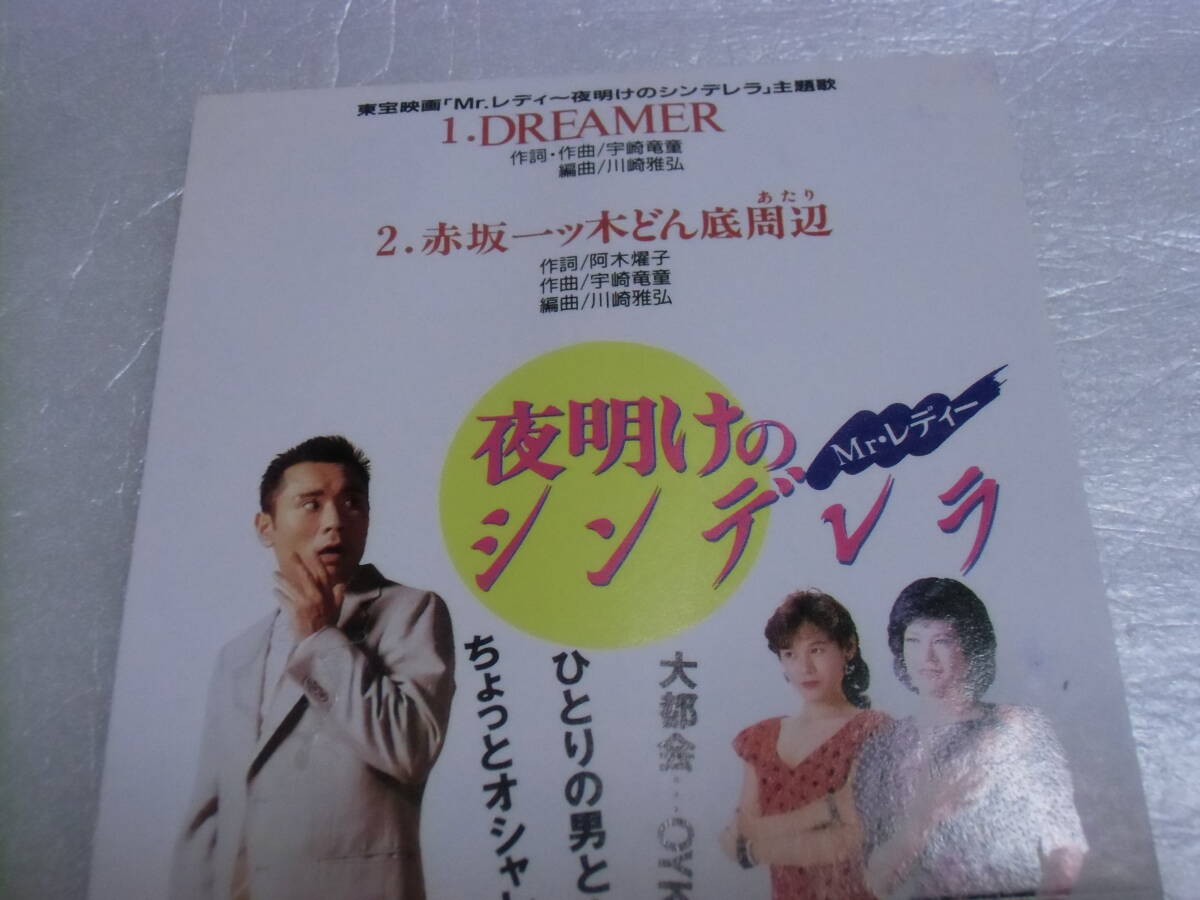 東宝映画「Mr.レディ～夜明けのシンデレラ」主題歌
1.DREAMER
作詞・作曲/宇崎竜童
編曲/川崎雅弘
あたり
2.赤坂一ッ木どん底周辺
作詞/阿木燿子
作曲/宇崎竜童
編曲/川崎雅弘
夜明けの
Mr・レディー
シンデレラ
大都会…
ひとりの男と
ちょっとオシャ